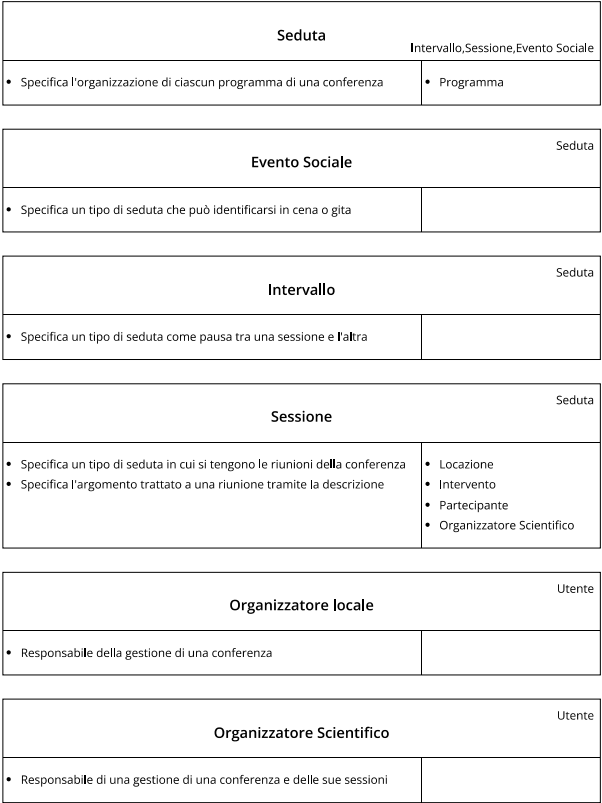 Seduta
Intervallo,Sessione,Evento Sociale
• Specifica l'organizzazione di ciascun programma di una conferenza
• Programma
Seduta
Evento Sociale
• Specifica un tipo di seduta che può identificarsi in cena o gita
Seduta
Intervallo
• Specifica un tipo di seduta come pausa tra una sessione e l'altra
Seduta
Sessione
• Specifica un tipo di seduta in cui si tengono le riunioni della conferenza
• Specifica l'argomento trattato a una riunione tramite la descrizione
• Locazione
• Intervento
• Partecipante
• Organizzatore Scientifico
Utente
Organizzatore locale
• Responsabile della gestione di una conferenza
Utente
Organizzatore Scientifico
• Responsabile di una gestione di una conferenza e delle sue sessioni